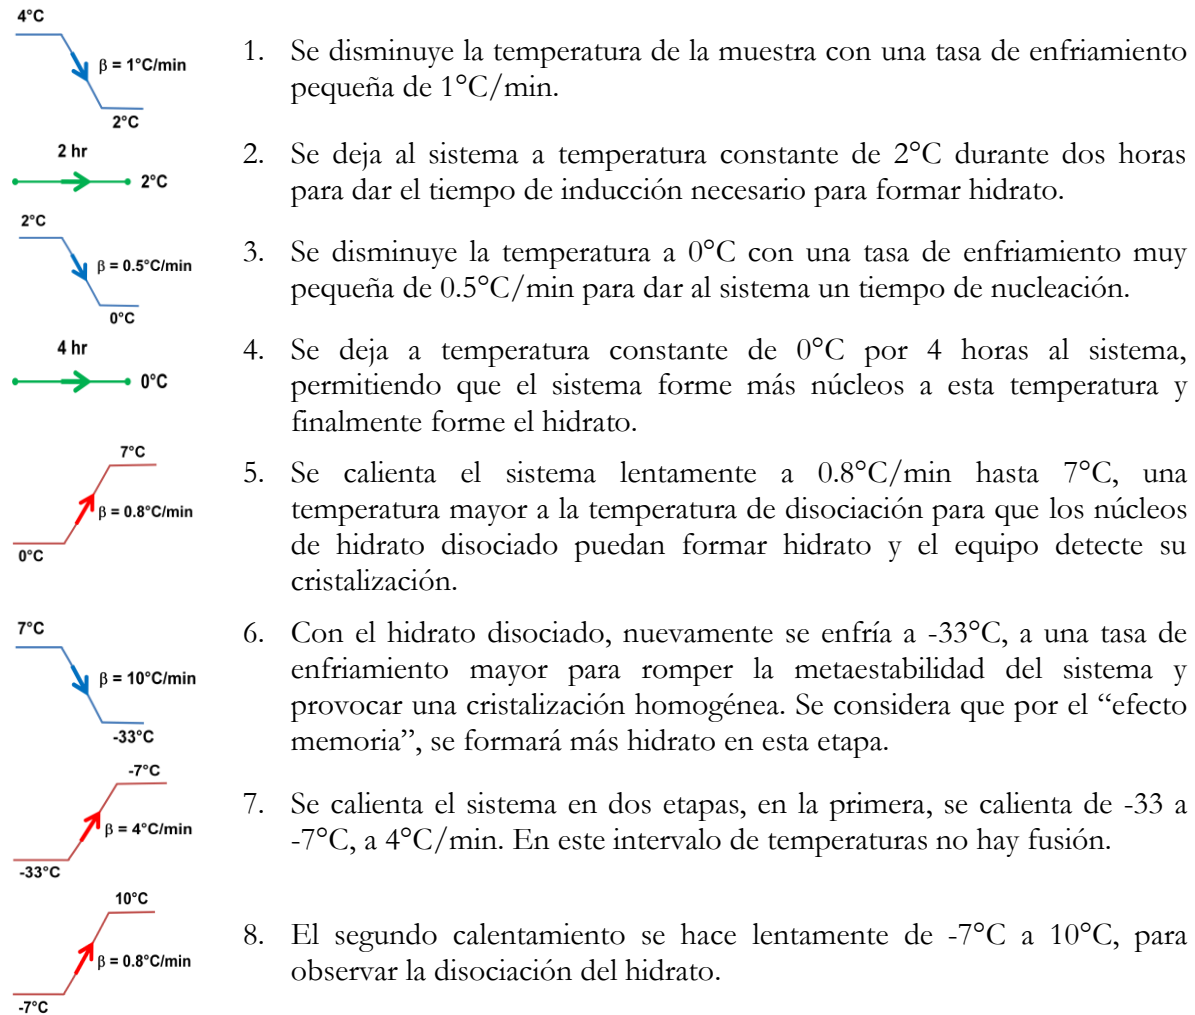 4°C
β = 1°C/min
2°C
1. Se disminuye la temperatura de la muestra con una tasa de enfriamiento
pequeña de 1°C/min.
2 hr
2°C
2. Se deja al sistema a temperatura constante de 2°C durante dos horas
para dar el tiempo de inducción necesario para formar hidrato.
2°C
β = 0.5°C/min
0°C
3. Se disminuye la temperatura a 0°C con una tasa de enfriamiento muy
pequeña de 0.5°C/min para dar al sistema un tiempo de nucleación.
4 hr
0°C
4. Se deja a temperatura constante de 0°C por 4 horas al sistema,
permitiendo que el sistema forme más núcleos a esta temperatura y
finalmente forme el hidrato.
7°C
β = 0.8°C/min
0°C
5. Se calienta el sistema lentamente a 0.8°C/min hasta 7°C, una
temperatura mayor a la temperatura de disociación para que los núcleos
de hidrato disociado puedan formar hidrato y el equipo detecte su
cristalización.
7°C
β = 10°C/min
-33°C
6. Con el hidrato disociado, nuevamente se enfría a -33°C, a una tasa de
enfriamiento mayor para romper la metaestabilidad del sistema y
provocar una cristalización homogénea. Se considera que por el “efecto
memoria”, se formará más hidrato en esta etapa.
-7°C
β = 4°C/min
-33°C
7. Se calienta el sistema en dos etapas, en la primera, se calienta de -33 a
-7°C, a 4°C/min. En este intervalo de temperaturas no hay fusión.
10°C
β = 0.8°C/min
-7°C
8. El segundo calentamiento se hace lentamente de -7°C a 10°C, para
observar la disociación del hidrato.